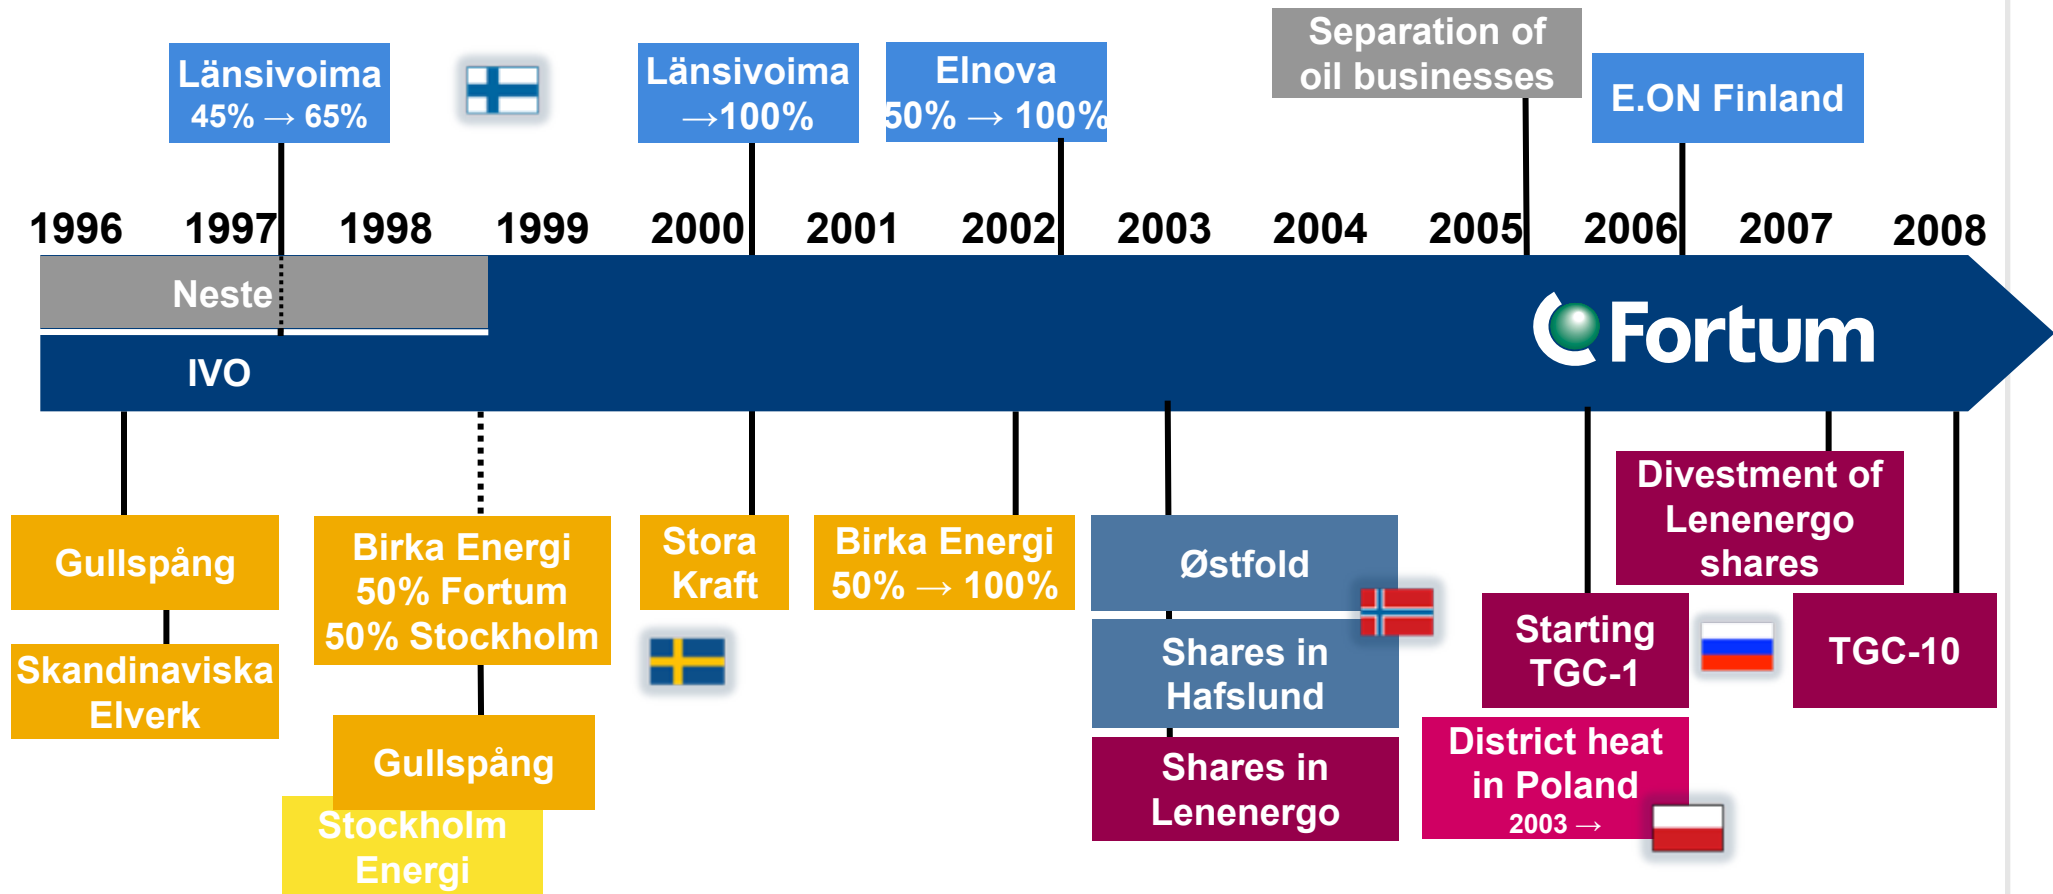 Länsivoima
45% → 65%
Länsivoima
→100%
Elnova
50% → 100%
Separation of
oil businesses
E.ON Finland
1996 1997 1998 1999 2000 2001 2002 2003 2004 2005 2006 2007 2008
Neste
IVO
Fortum
Gullspång
Skandinaviska
Elverk
Birka Energi
50% Fortum
50% Stockholm
Gullspång
Stockholm
Energi
Stora
Kraft
Birka Energi
50% → 100%
Østfold
Shares in
Hafslund
Shares in
Lenenergo
Divestment of
Lenenergo
shares
Starting
TGC-1
TGC-10
District heat
in Poland
2003 →